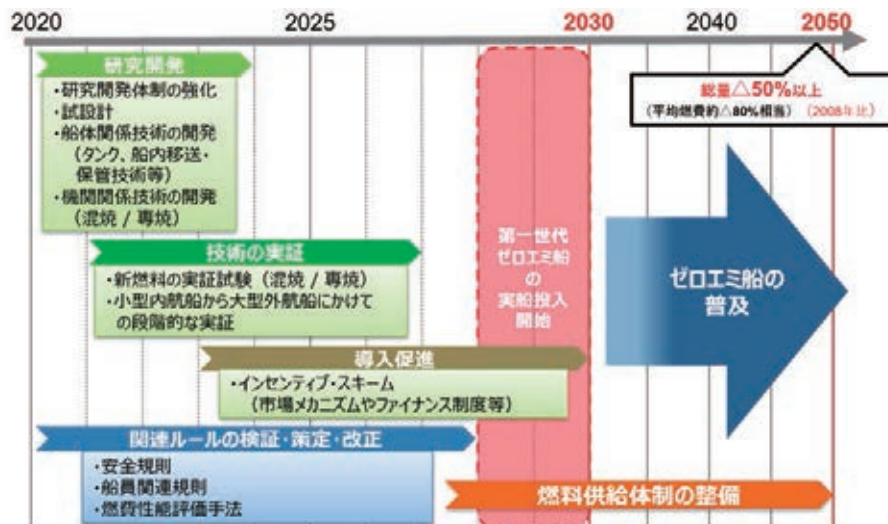 2020
2025
2030
2040
2050
総量△50%以上
(平均燃費約△80%相当) (2008年比)
研究開発
・研究開発体制の強化
・試設計
・船体関係技術の開発
(タンク、船内移送・
保管技術等)
・機関関係技術の開発
(混焼 / 専焼)
技術の実証
・新燃料の実証試験(混焼 / 専焼)
・小型内航船から大型外航船にかけて
の段階的な実証
導入促進
・インセンティブ・スキーム
(市場メカニズムやファイナンス制度等)
関連ルールの検証・策定・改正
・安全規則
・船員関連規則
・燃費性能評価手法
第一世代
ゼロエミ船
の
実船投入
開始
ゼロエミ船の
普及
燃料供給体制の整備